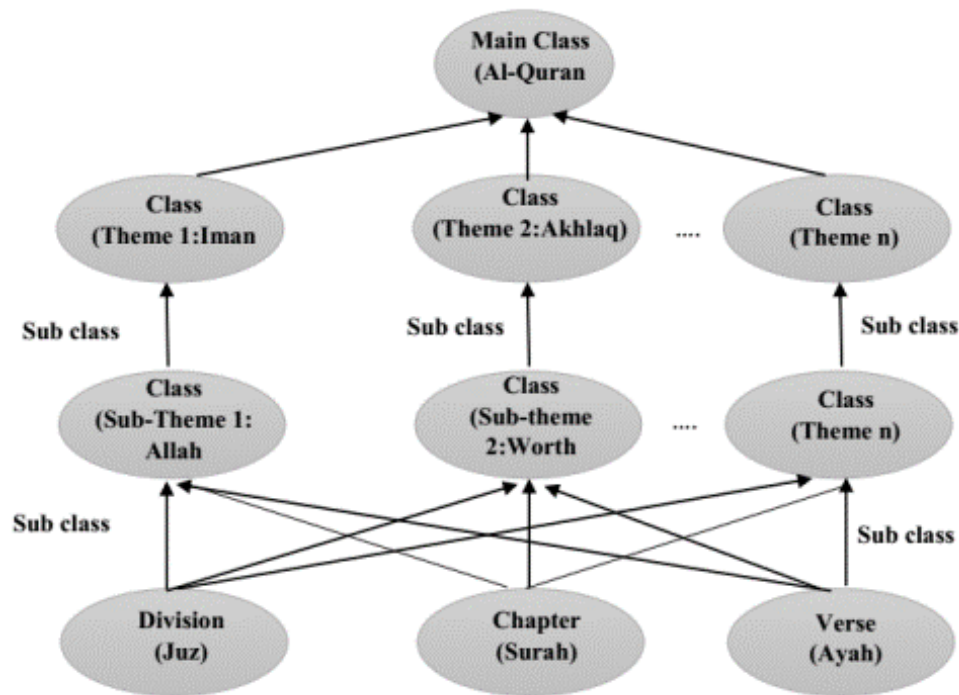 Main Class
(Al-Quran
Class
(Theme 1:Iman
Class
(Theme 2:Akhlaq)
....
Class
(Theme n)
Sub class
Sub class
Sub class
Class
(Sub-Theme 1:
Allah
Class
(Sub-theme
2:Worth
....
Class
(Theme n)
Sub class
Sub class
Division
(Juz)
Chapter
(Surah)
Verse
(Ayah)